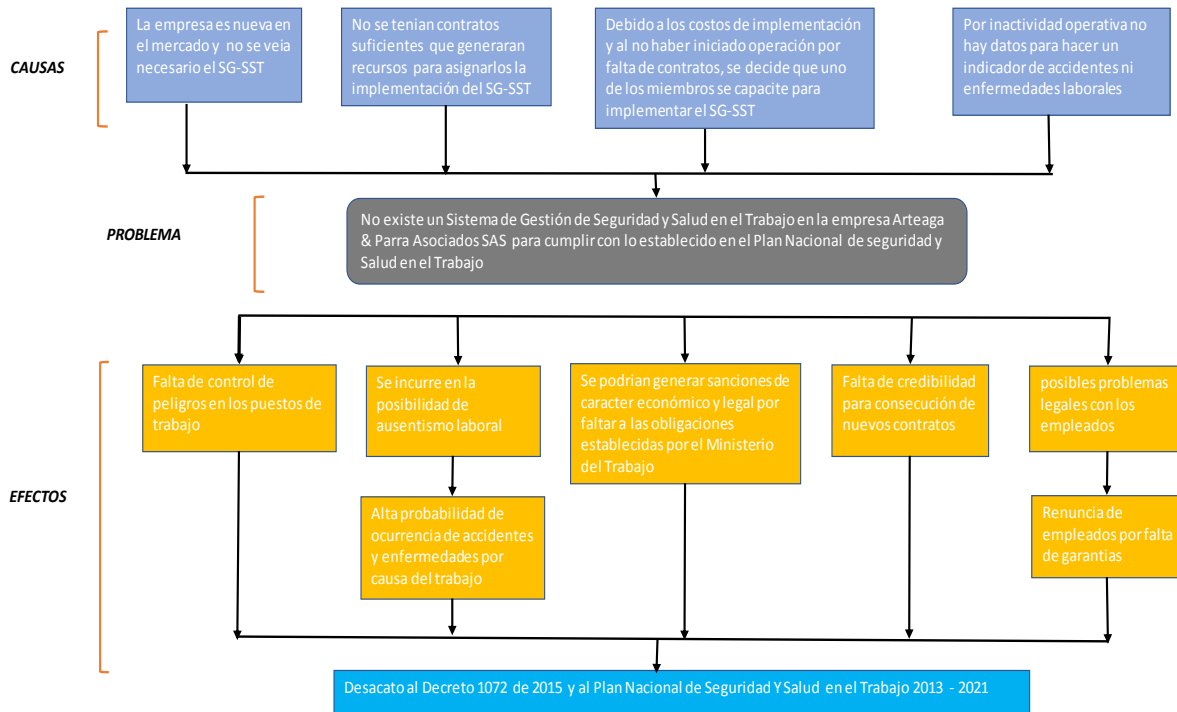 CAUSAS
La empresa es nueva en
el mercado y no se veia
necesario el SG-SST
No se tenian contratos
suficientes que generaran
recursos para asignarlos la
implementación del SG-SST
Debido a los costos de implementación
y al no haber iniciado operación por
falta de contratos, se decide que uno
de los miembros se capacite para
implementar el SG-SST
Por inactividad operativa no
hay datos para hacer un
indicador de accidentes ni
enfermedades laborales
PROBLEMA
No existe un Sistema de Gestión de Seguridad y Salud en el Trabajo en la empresa Arteaga
& Parra Asociados SAS para cumplir con lo establecido en el Plan Nacional de seguridad y
Salud en el Trabajo
EFECTOS
Falta de control de
peligros en los puestos de
trabajo
Se incurre en la
posibilidad de
ausentismo laboral
Se podrian generar sanciones de
caracter económico y legal por
faltar a las obligaciones
establecidas por el Ministerio
del Trabajo
Falta de credibilidad
para consecución de
nuevos contratos
posibles problemas
legales con los
empleados
Alta probabilidad de
ocurrencia de accidentes
y enfermedades por
causa del trabajo
Renuncia de
empleados por falta
de garantías
Desacato al Decreto 1072 de 2015 y al Plan Nacional de Seguridad Y Salud en el Trabajo 2013 - 2021